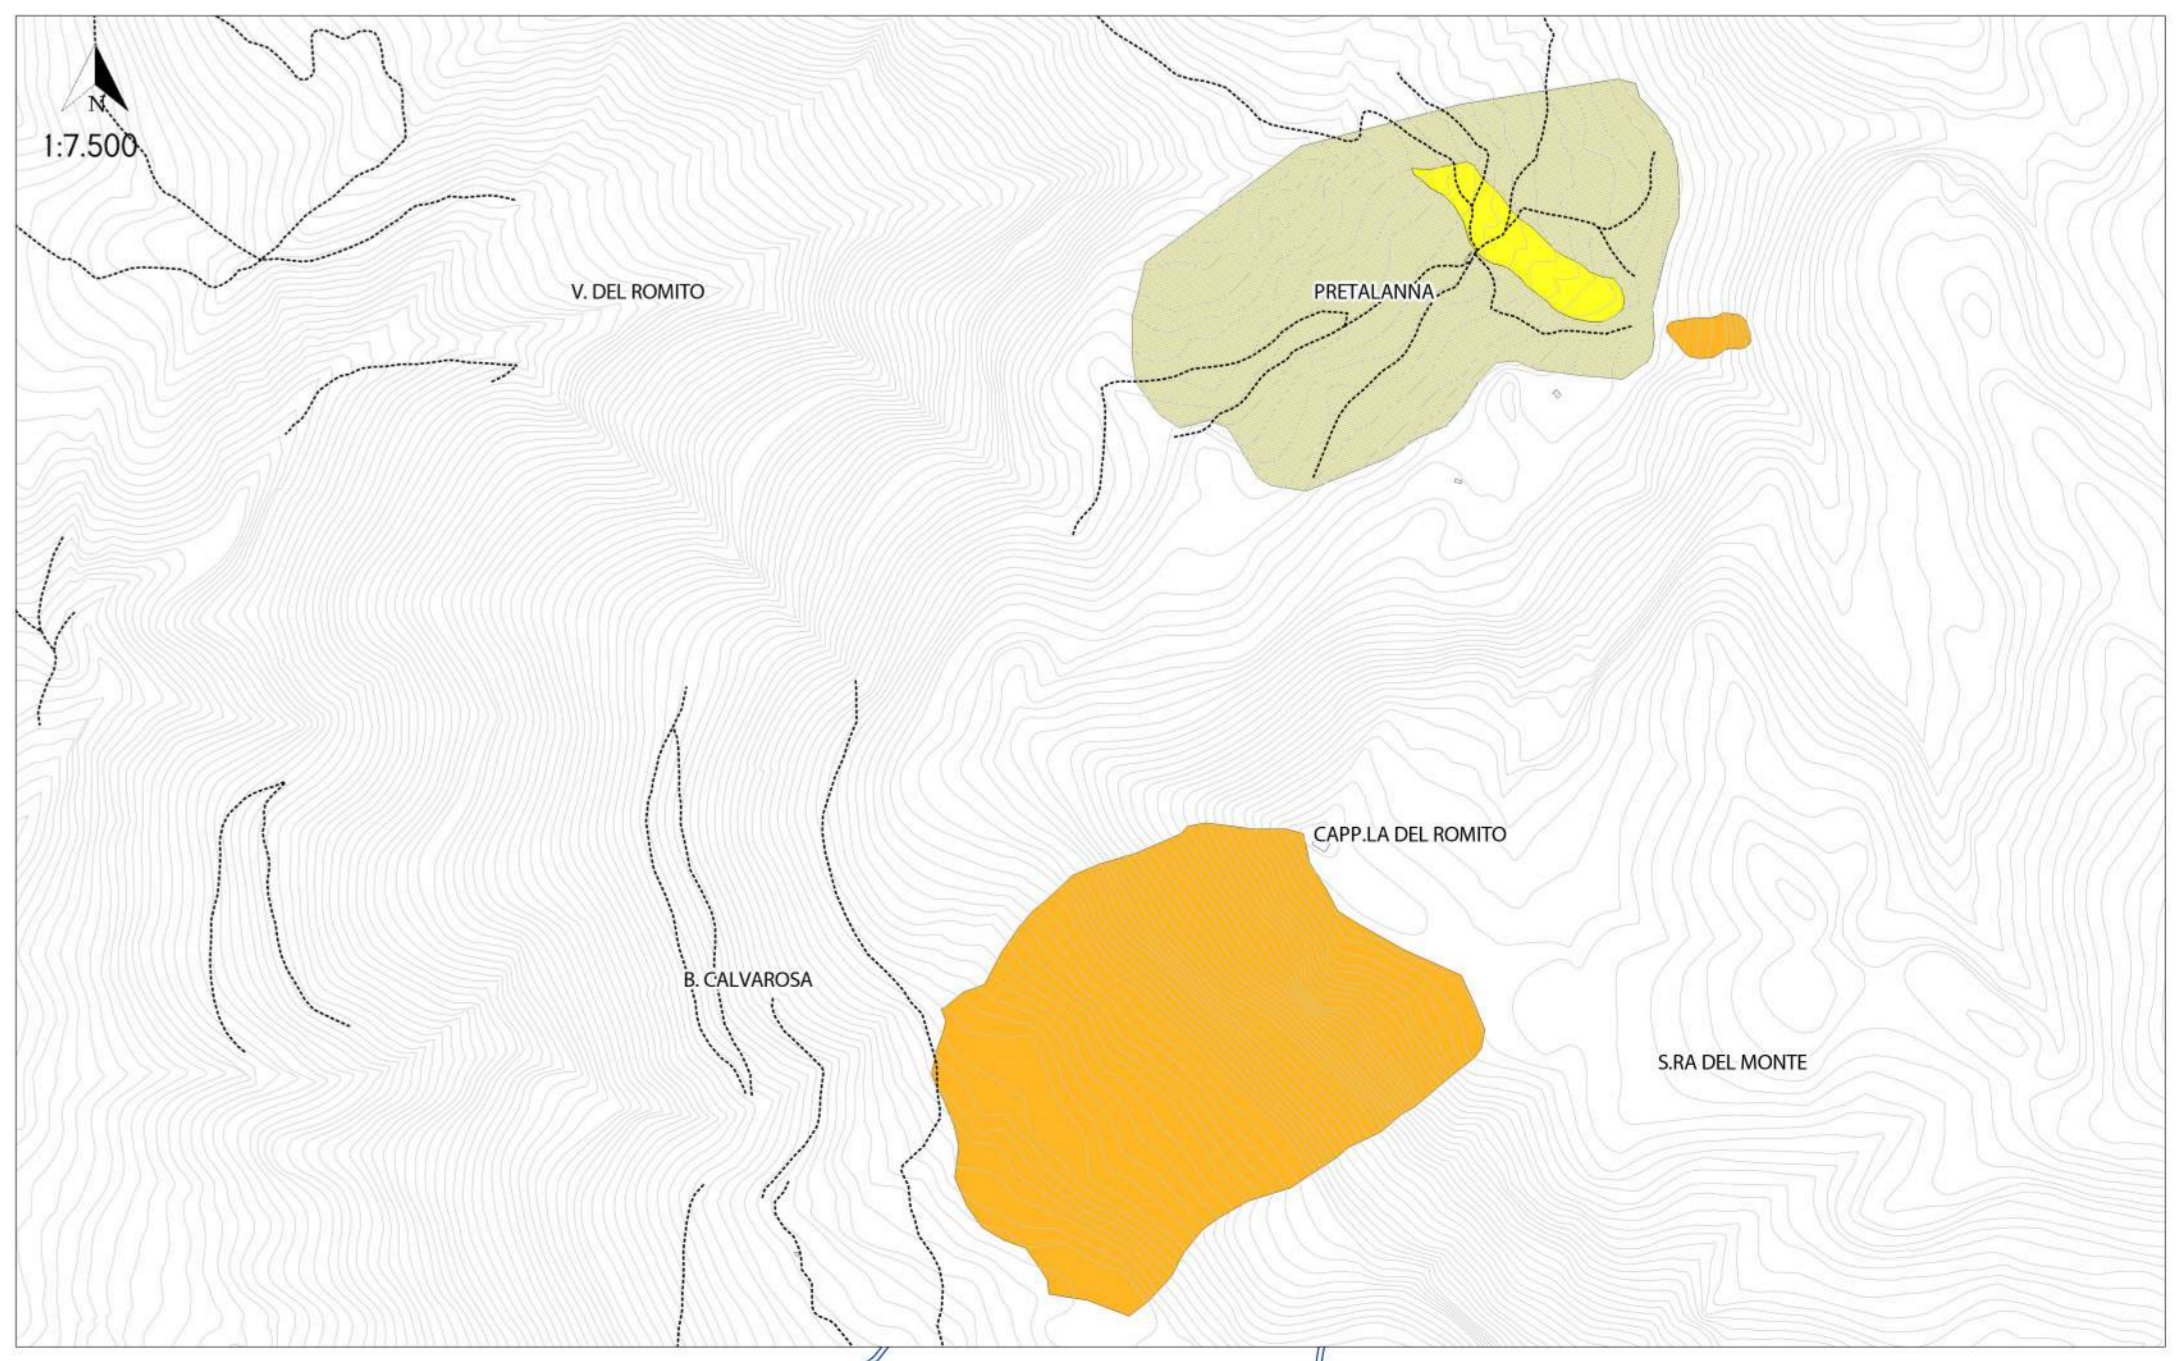 N
1:7.500
V. DEL ROMITO
PRETALANNA
CAPP.LA DEL ROMITO
B. CALVAROSA
S.RA DEL MONTE